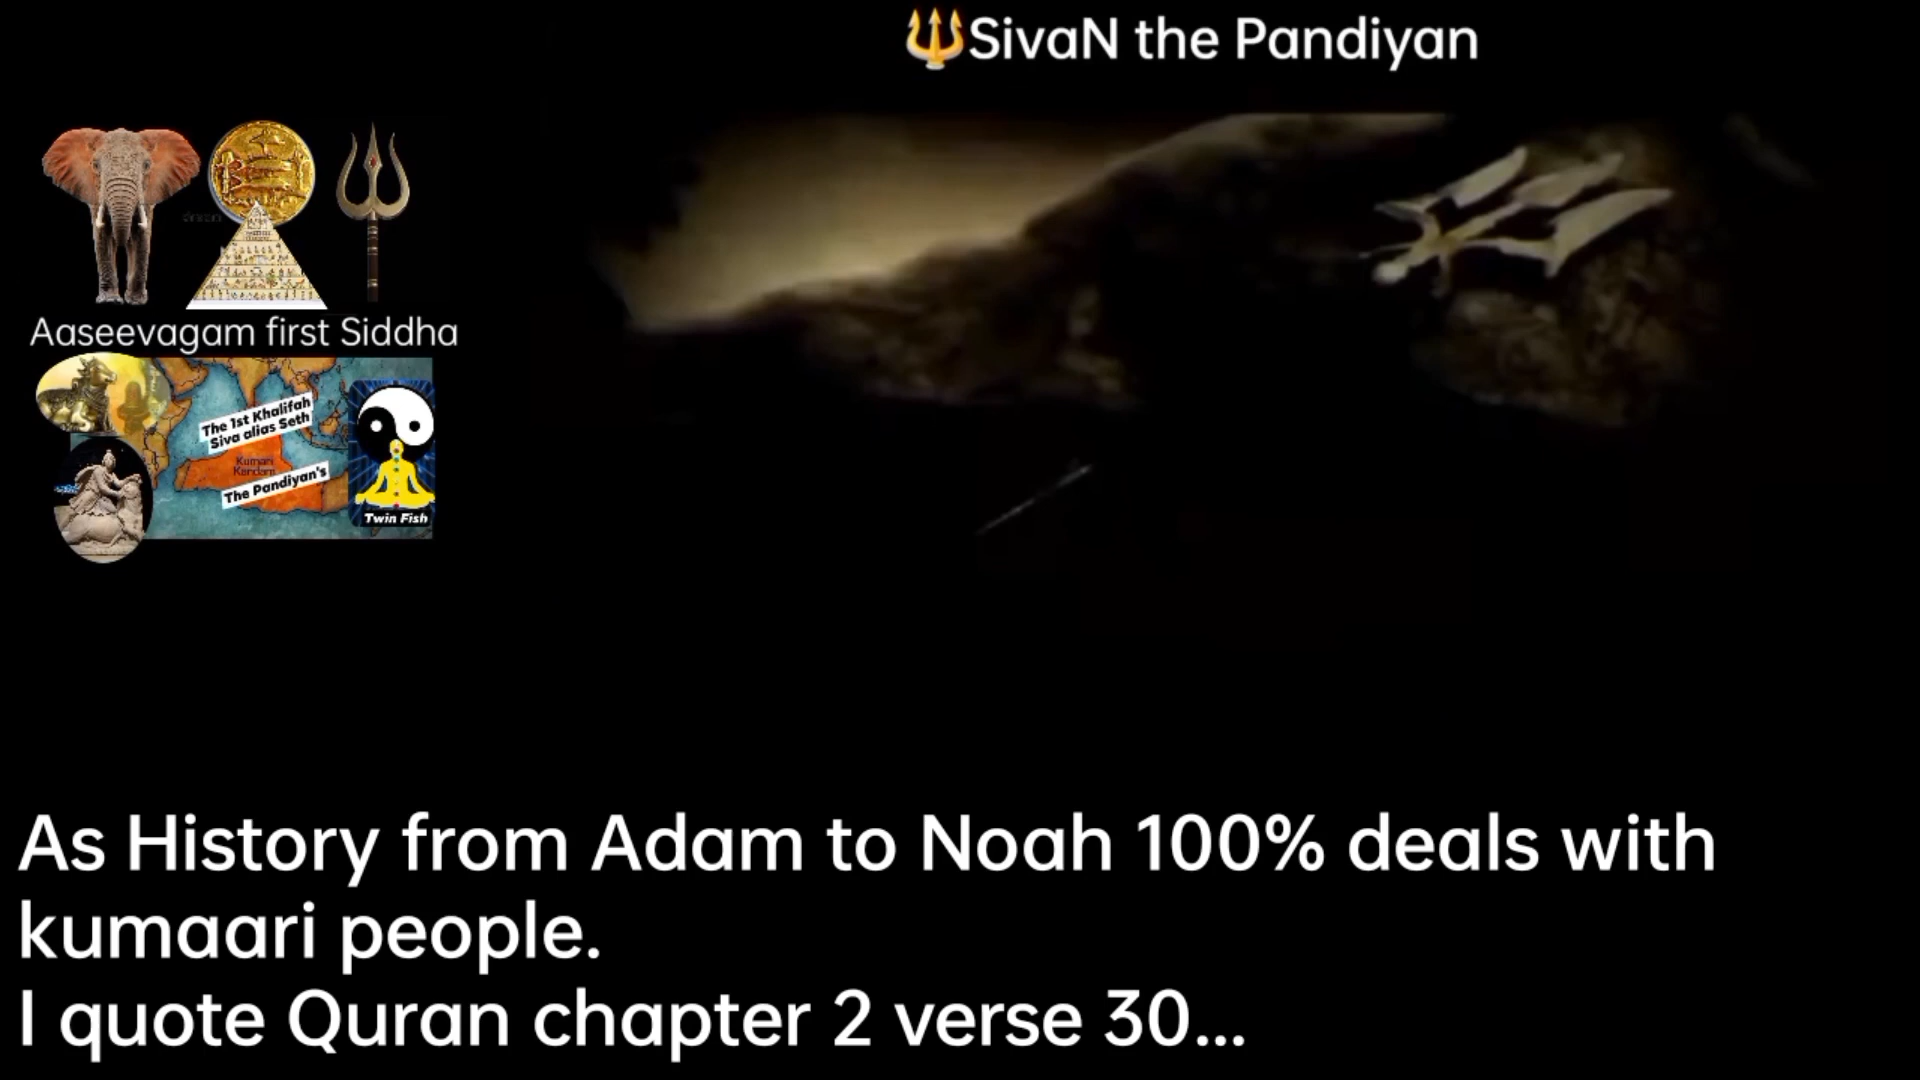 🔱SivaN the Pandiyan
Aaseevagam first Siddha
The 1st Khalifah
Siva alias Seth
Kumari
Kandam
The Pandiyan's
Twin Fish
As History from Adam to Noah 100% deals with
kumaari people.
I quote Quran chapter 2 verse 30...